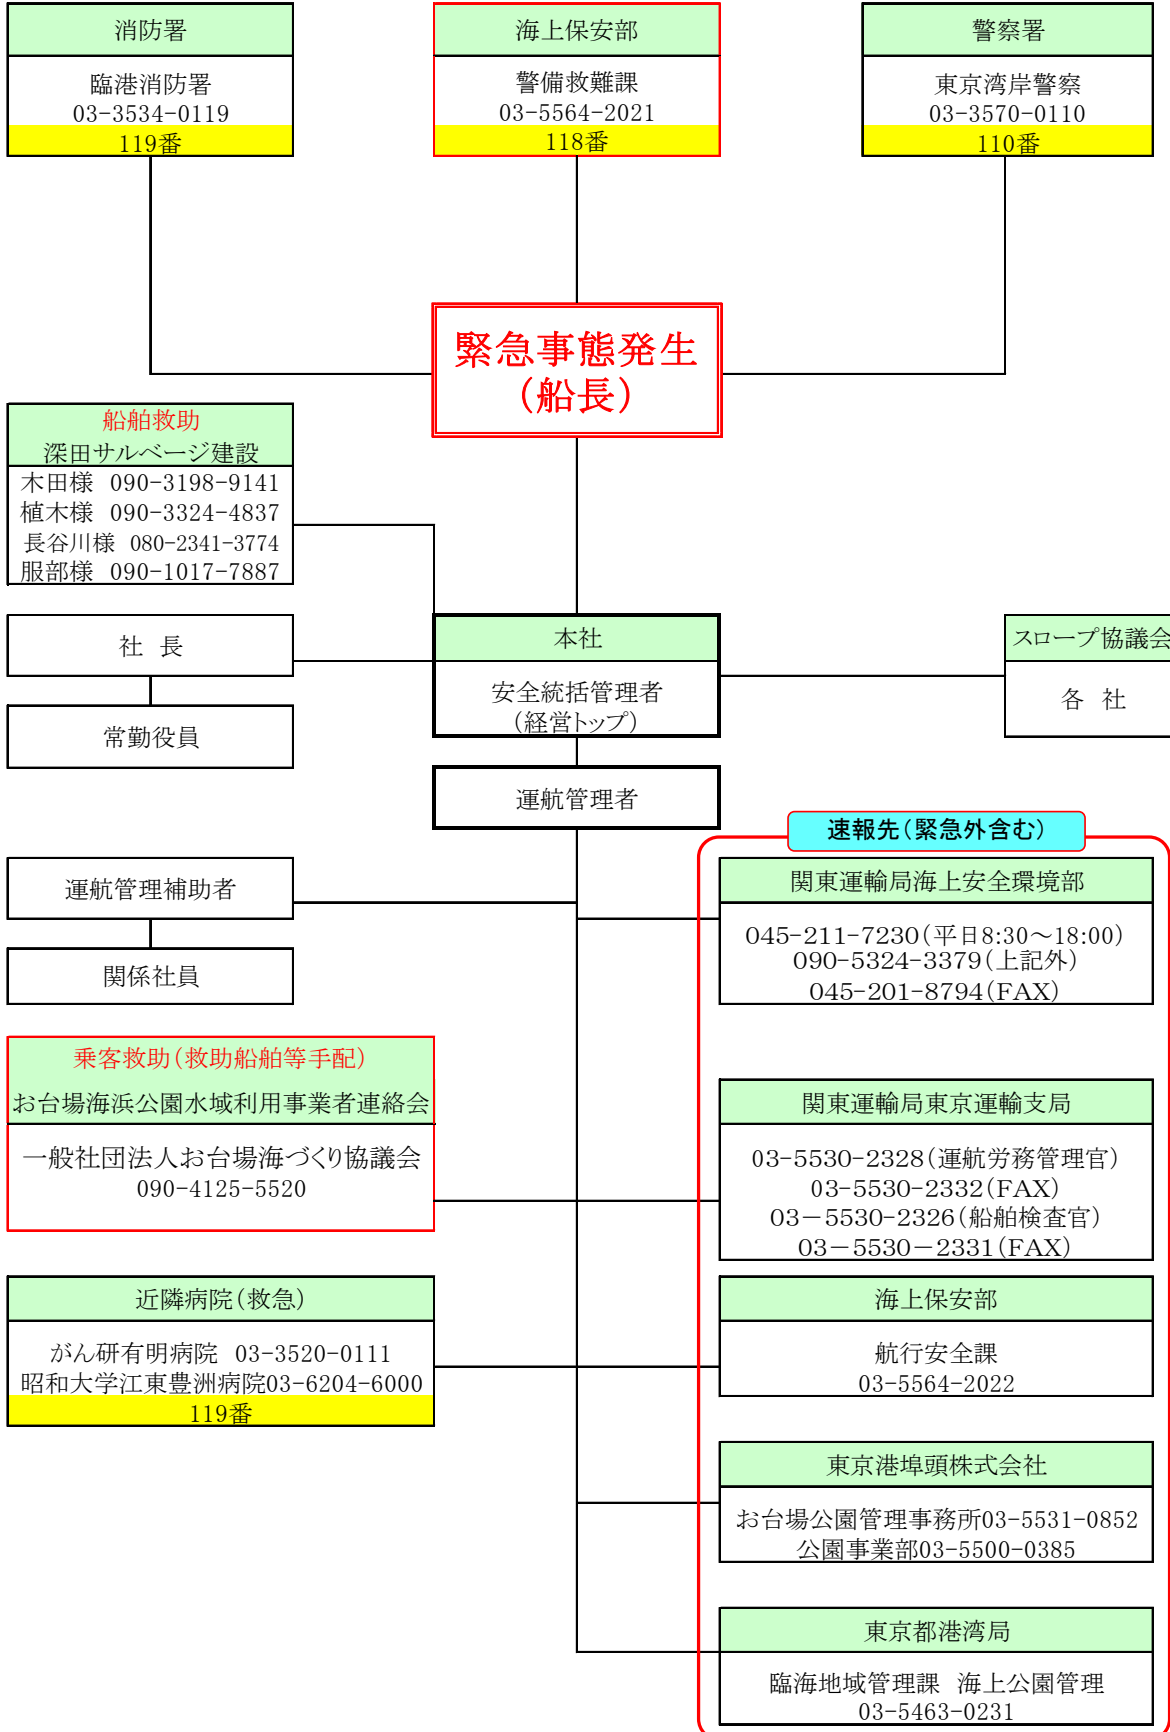 消防署
臨港消防署
03-3534-0119
119番
海上保安部
警備救難課
03-5564-2021
118番
警察署
東京湾岸警察
03-3570-0110
110番
緊急事態発生
(船長)
船舶救助
深田サルベージ建設
木田様 090-3198-9141
植木様 090-3324-4837
長谷川様 080-2341-3774
服部様 090-1017-7887
社 長
常勤役員
本社
安全統括管理者
(経営トップ)
スロープ協議会
各 社
運航管理者
運航管理補助者
関係社員
速報先(緊急外含む)
関東運輸局海上安全環境部
045-211-7230(平日8:30～18:00)
090-5324-3379(上記外)
045-201-8794(FAX)
乗客救助(救助船舶等手配)
お台場海浜公園水域利用事業者連絡会
一般社団法人お台場海づくり協議会
090-4125-5520
関東運輸局東京運輸支局
03-5530-2328(運航労務管理官)
03-5530-2332(FAX)
03－5530-2326(船舶検査官)
03－5530－2331(FAX)
近隣病院(救急)
がん研有明病院 03-3520-0111
昭和大学江東豊洲病院03-6204-6000
119番
海上保安部
航行安全課
03-5564-2022
東京港埠頭株式会社
お台場公園管理事務所03-5531-0852
公園事業部03-5500-0385
東京都港湾局
臨海地域管理課 海上公園管理
03-5463-0231